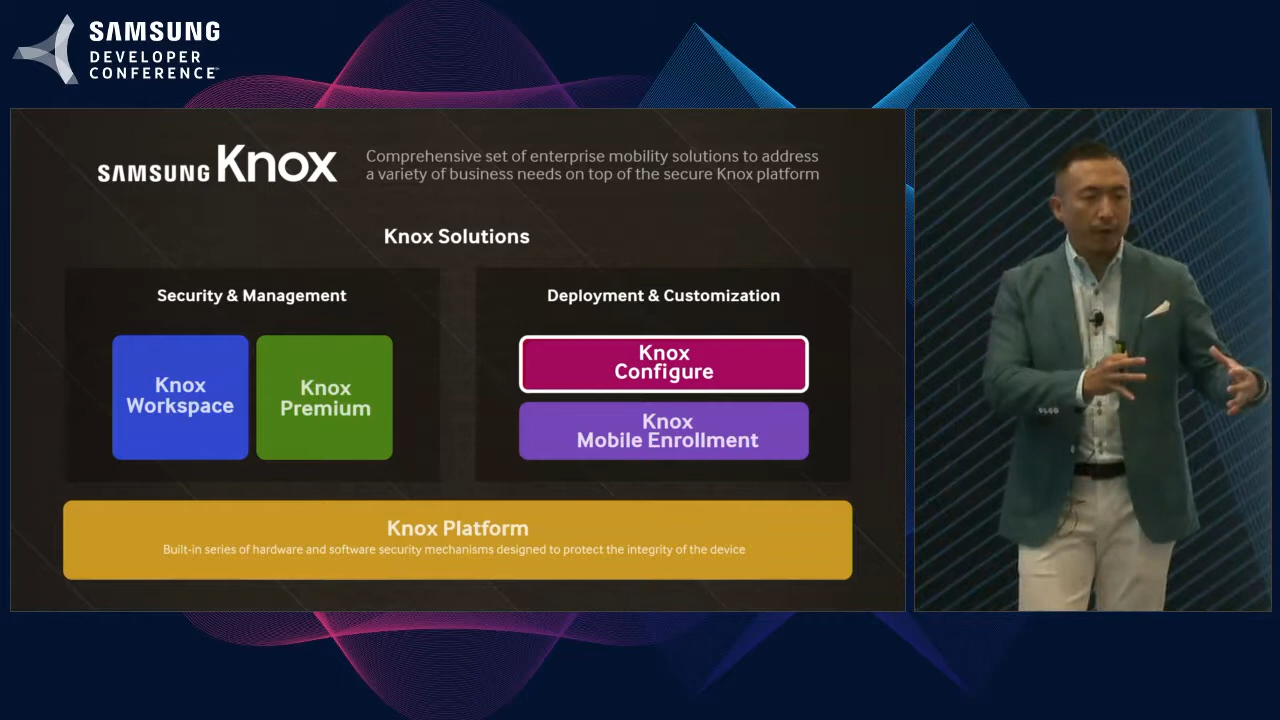 SAMSUNG
DEVELOPER
CONFERENCE
SAMSUNG Knox
Comprehensive set of enterprise mobility solutions to address
a variety of business needs on top of the secure Knox platform
Knox Solutions
Security & Management
Deployment & Customization
Knox
Workspace
Knox
Premium
Knox
Configure
Knox
Mobile Enrollment
Knox Platform
Built-in series of hardware and software security mechanisms designed to protect the integrity of the device